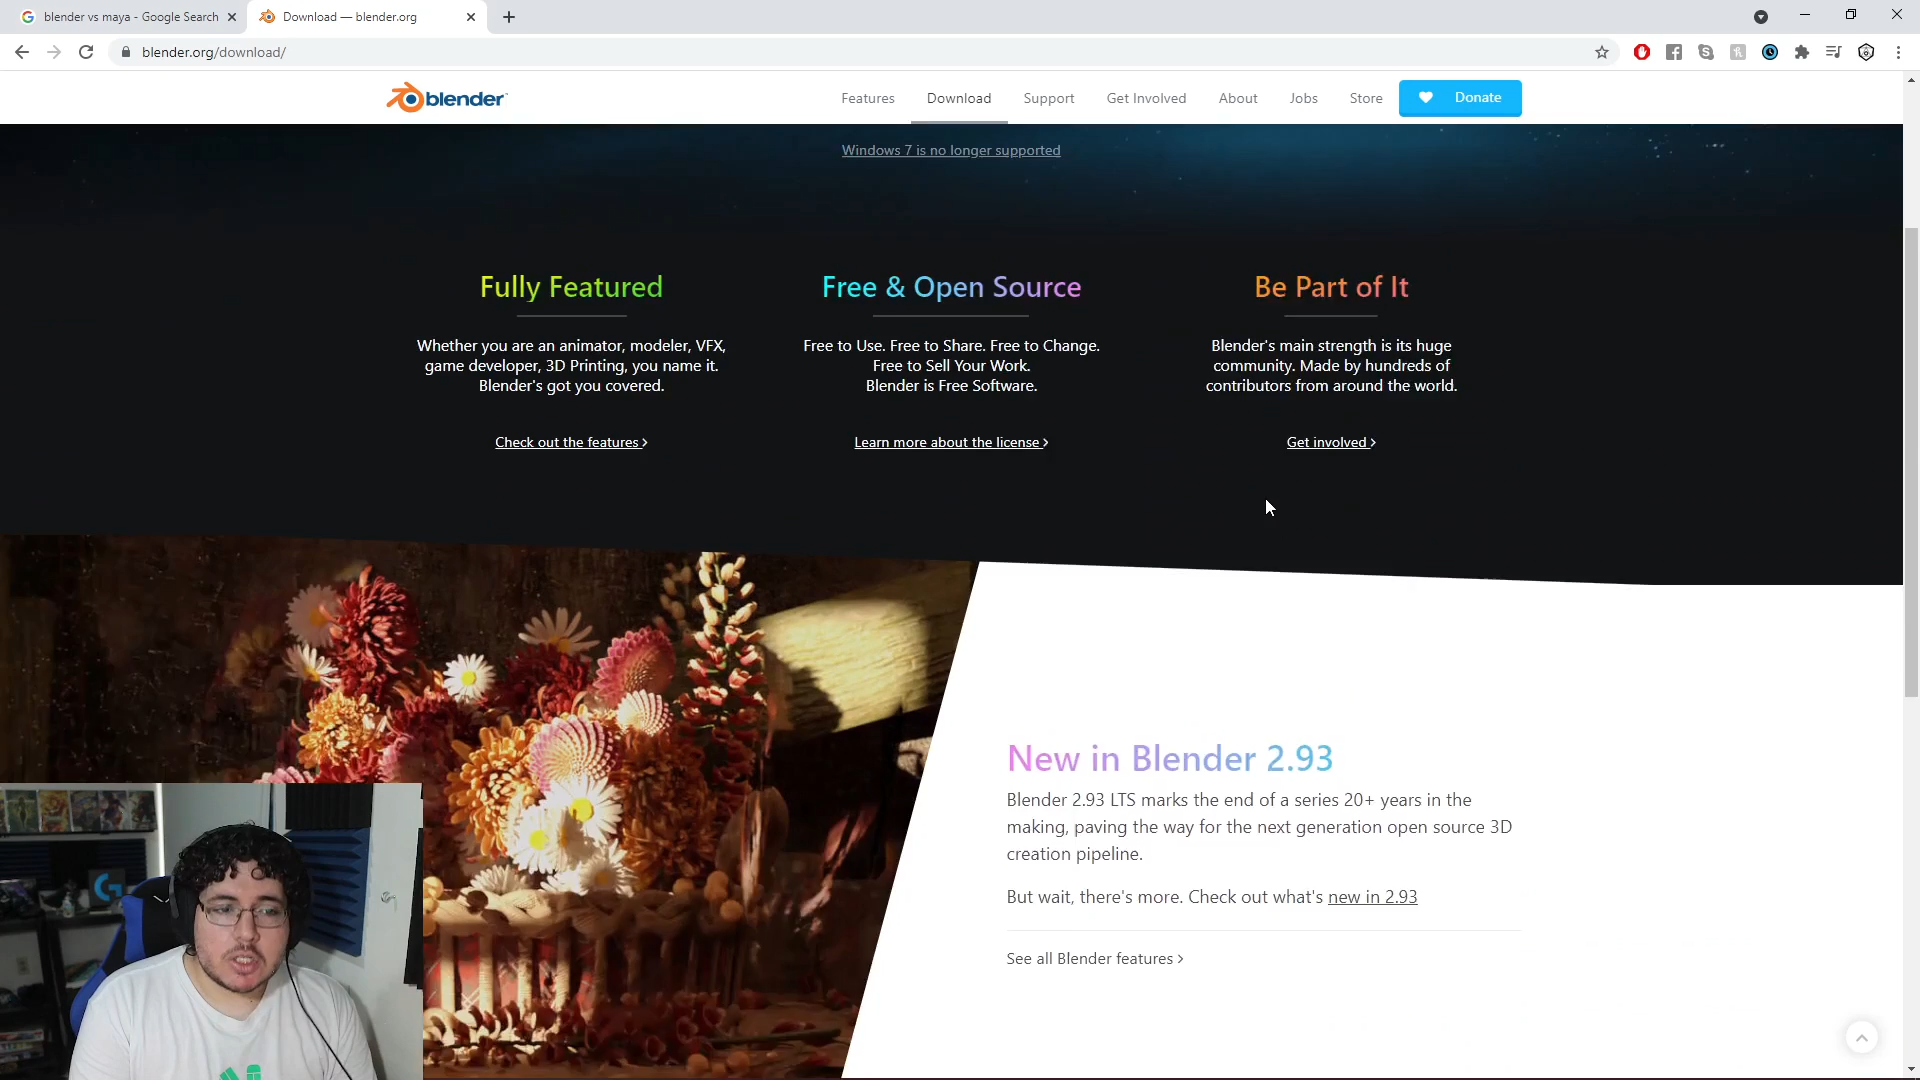 blender vs maya - Google Search
Download — blender.org
blender.org/download/
blender™
Features
Download
Support
Get Involved
About
Jobs
Store
Donate
Windows 7 is no longer supported
Fully Featured
Whether you are an animator, modeler, VFX,
game developer, 3D Printing, you name it.
Blender's got you covered.
Check out the features ›
Free & Open Source
Free to Use. Free to Share. Free to Change.
Free to Sell Your Work.
Blender is Free Software.
Learn more about the license ›
Be Part of It
Blender's main strength is its huge
community. Made by hundreds of
contributors from around the world.
Get involved ›
New in Blender 2.93
Blender 2.93 LTS marks the end of a series 20+ years in the
making, paving the way for the next generation open source 3D
creation pipeline.
But wait, there's more. Check out what's new in 2.93
See all Blender features ›